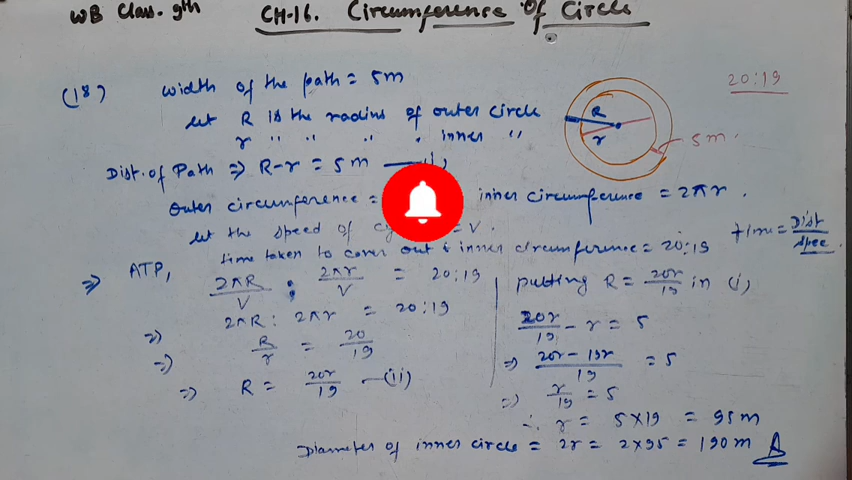 WB Class. 9th CH-16. Circumference Of Circle
(18) width of the path = 5m
20:19
let R is the radius of outer circle
r " " " " inner "
R
r
5m.
Dist. of Path ⇒ R-r = 5m —(i)
Outer circumference = inner circumference = 2πr.
let the speed of = V.
time taken to cover out & inner circumference = 20:19
time = Dist/Spee
⇒ ATP, 2πR/V : 2πr/V = 20:19
⇒ 2πR : 2πr = 20:19
⇒ R/r = 20/19
⇒ R = 20r/19 —(ii)
putting R = 20r/19 in (i)
20r/19 - r = 5
⇒ 20r - 19r/19 = 5
⇒ r/19 = 5
∴ r = 5×19 = 95m
Diameter of inner circle = 2r = 2×95 = 190m A